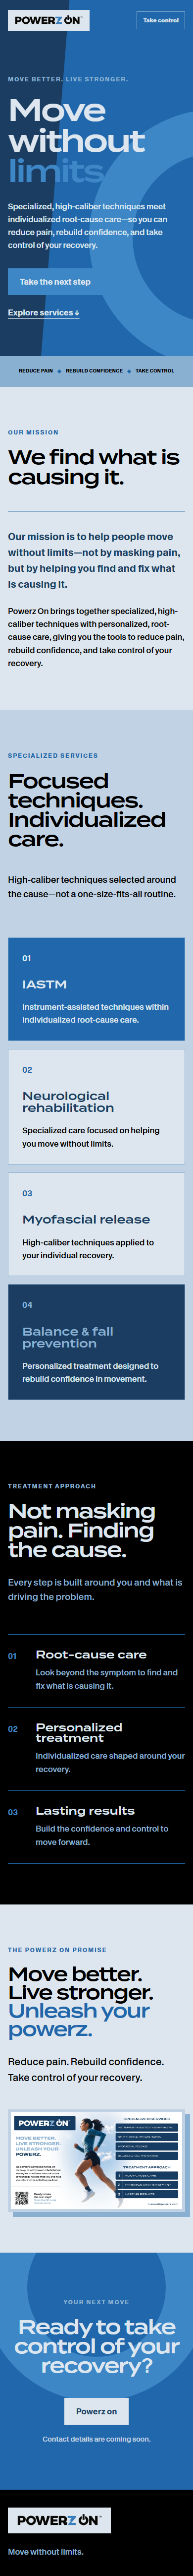 POWERZ ON™
Take control
MOVE BETTER. LIVE STRONGER.
Move
without
limits.
Specialized, high-caliber techniques meet
individualized root-cause care—so you can
reduce pain, rebuild confidence, and take
control of your recovery.
Take the next step
Explore services ↓
REDUCE PAIN ◆ REBUILD CONFIDENCE ◆ TAKE CONTROL
OUR MISSION
We find what is
causing it.
Our mission is to help people move
without limits—not by masking pain,
but by helping you find and fix what
is causing it.
Powerz On brings together specialized, high-
caliber techniques with personalized, root-
cause care, giving you the tools to reduce pain,
rebuild confidence, and take control of your
recovery.
SPECIALIZED SERVICES
Focused
techniques.
Individualized
care.
High-caliber techniques selected around
the cause—not a one-size-fits-all routine.
01
IASTM
Instrument-assisted techniques within
individualized root-cause care.
02
Neurological
rehabilitation
Specialized care focused on helping
you move without limits.
03
Myofascial release
High-caliber techniques applied to
your individual recovery.
04
Balance & fall
prevention
Personalized treatment designed to
rebuild confidence in movement.
TREATMENT APPROACH
Not masking
pain. Finding
the cause.
Every step is built around you and what is
driving the problem.
01
Root-cause care
Look beyond the symptom to find and
fix what is causing it.
02
Personalized
treatment
Individualized care shaped around your
recovery.
03
Lasting results
Build the confidence and control to
move forward.
THE POWERZ ON PROMISE
Move better.
Live stronger.
Unleash your
powerz.
Reduce pain. Rebuild confidence.
Take control of your recovery.
POWERZ ON
MOVE BETTER.
LIVE STRONGER.
UNLEASH YOUR
POWERZ.
SPECIALIZED SERVICES
TREATMENT APPROACH
1 ROOT-CAUSE CARE
2 PERSONALIZED TREATMENT
3 LASTING RESULTS
YOUR NEXT MOVE
Ready to take
control of your
recovery?
Powerz on
Contact details are coming soon.
POWERZ ON™
Move without limits.